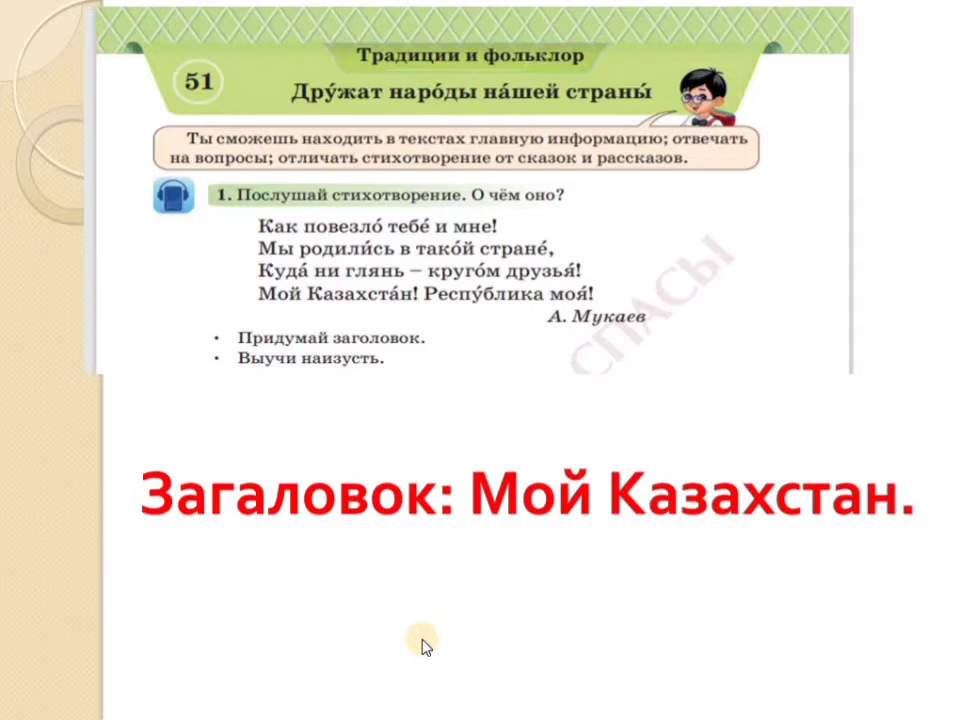 Традиции и фольклор
51
Дру́жат наро́ды на́шей страны́
Ты сможешь находить в текстах главную информацию; отвечать
на вопросы; отличать стихотворение от сказок и рассказов.
1. Послушай стихотворение. О чём оно?
Как повезло́ тебе́ и мне!
Мы родили́сь в тако́й стране́,
Куда́ ни глянь – круго́м друзья́!
Мой Казахста́н! Респу́блика моя́!
А. Мукаев
• Придумай заголовок.
• Выучи наизусть.
Загаловок: Мой Казахстан.